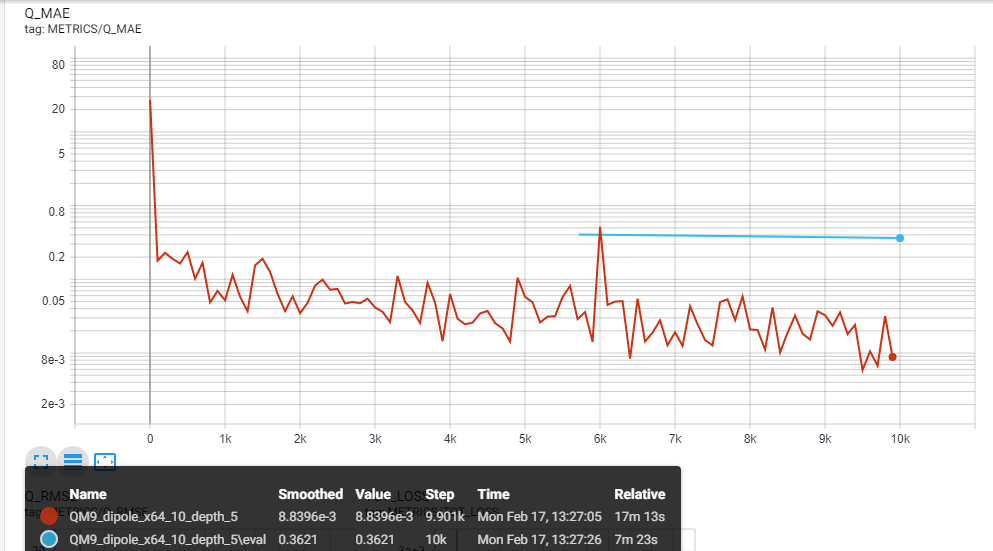 Q_MAE
tag: METRICS/Q_MAE
80
20
5
0.8
0.2
0.05
8e-3
2e-3
0 1k 2k 3k 4k 5k 6k 7k 8k 9k 10k
Name Smoothed Value Step Time Relative
QM9_dipole_x64_10_depth_5 8.8396e-3 8.8396e-3 9.901k Mon Feb 17, 13:27:05 17m 13s
QM9_dipole_x64_10_depth_5\eval 0.3621 0.3621 10k Mon Feb 17, 13:27:26 7m 23s